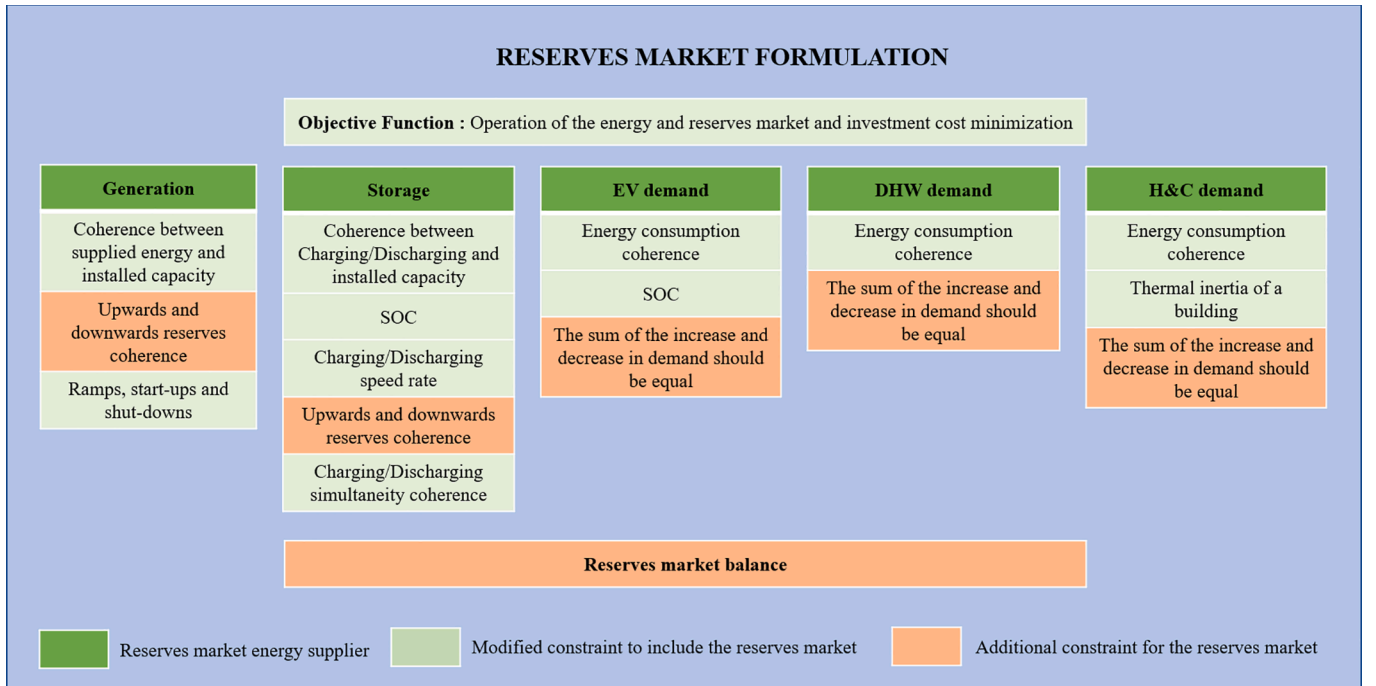 RESERVES MARKET FORMULATION
Objective Function : Operation of the energy and reserves market and investment cost minimization
Generation
Coherence between
supplied energy and
installed capacity
Upwards and
downwards reserves
coherence
Ramps, start-ups and
shut-downs
Storage
Coherence between
Charging/Discharging and
installed capacity
SOC
Charging/Discharging
speed rate
Upwards and downwards
reserves coherence
Charging/Discharging
simultaneity coherence
EV demand
Energy consumption
coherence
SOC
The sum of the increase and
decrease in demand should
be equal
DHW demand
Energy consumption
coherence
The sum of the increase and
decrease in demand should
be equal
H&C demand
Energy consumption
coherence
Thermal inertia of a
building
The sum of the increase and
decrease in demand should
be equal
Reserves market balance
Reserves market energy supplier
Modified constraint to include the reserves market
Additional constraint for the reserves market